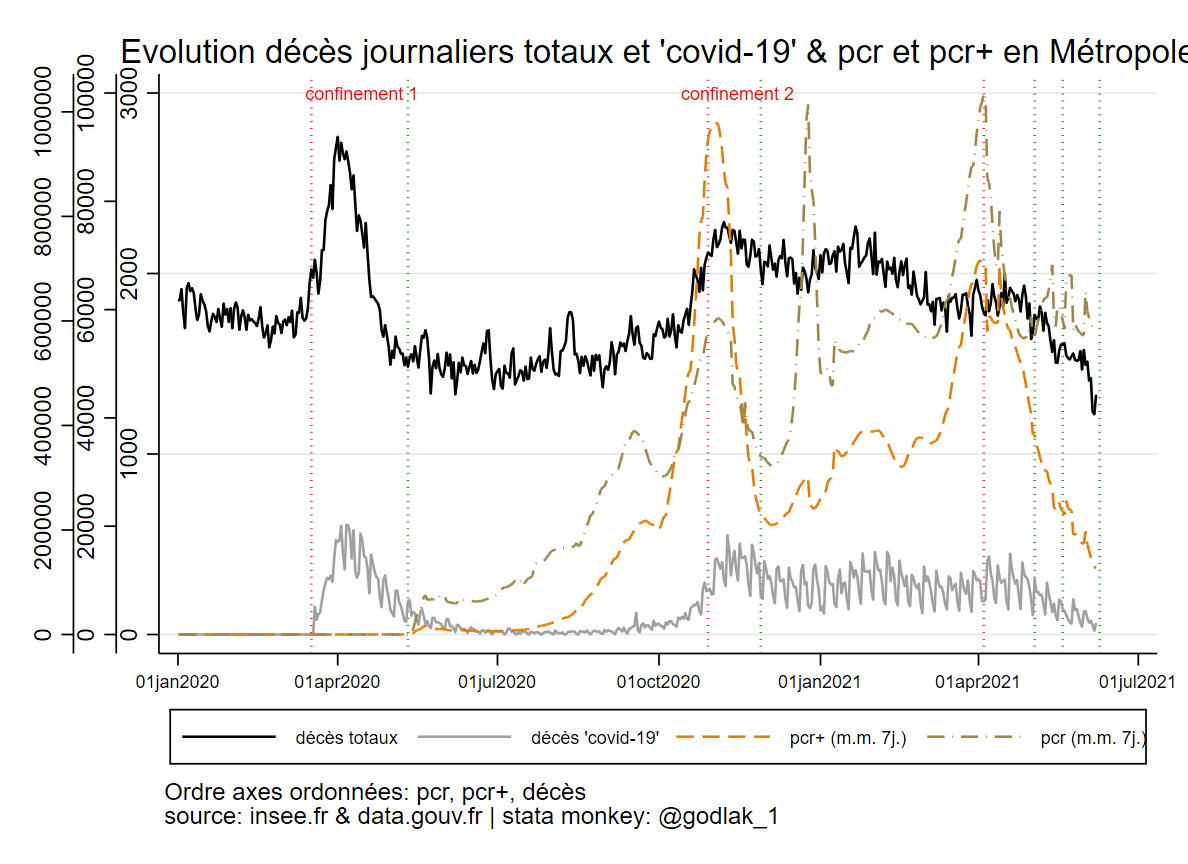 Evolution décès journaliers totaux et 'covid-19' & pcr et pcr+ en Métropole
confinement 1
confinement 2
0 200000 400000 600000 800000 1000000
0 20000 40000 60000 80000 100000
0 1000 2000 3000
01jan2020 01apr2020 01jul2020 01oct2020 01jan2021 01apr2021 01jul2021
décès totaux décès 'covid-19' pcr+ (m.m. 7j.) pcr (m.m. 7j.)
Ordre axes ordonnées: pcr, pcr+, décès
source: insee.fr & data.gouv.fr | stata monkey: @godlak_1